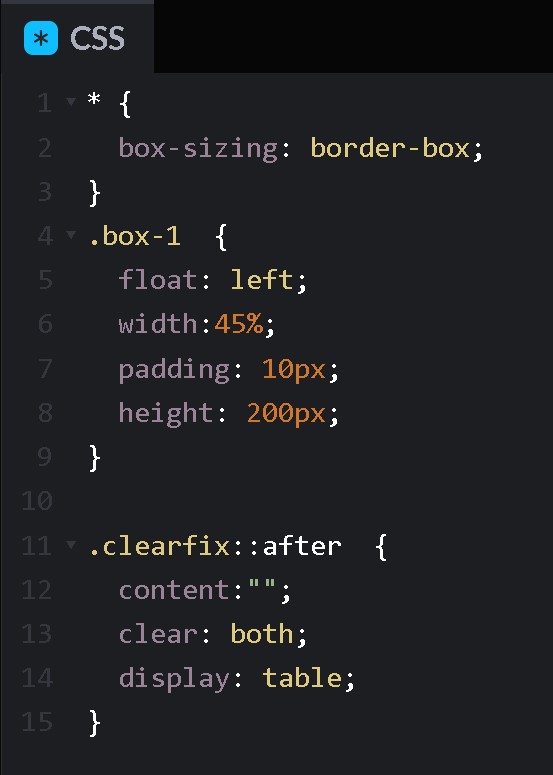 CSS
1 * {
2 box-sizing: border-box;
3 }
4 .box-1  {
5 float: left;
6 width:45%;
7 padding: 10px;
8 height: 200px;
9 }
10
11 .clearfix::after  {
12 content:"";
13 clear: both;
14 display: table;
15 }